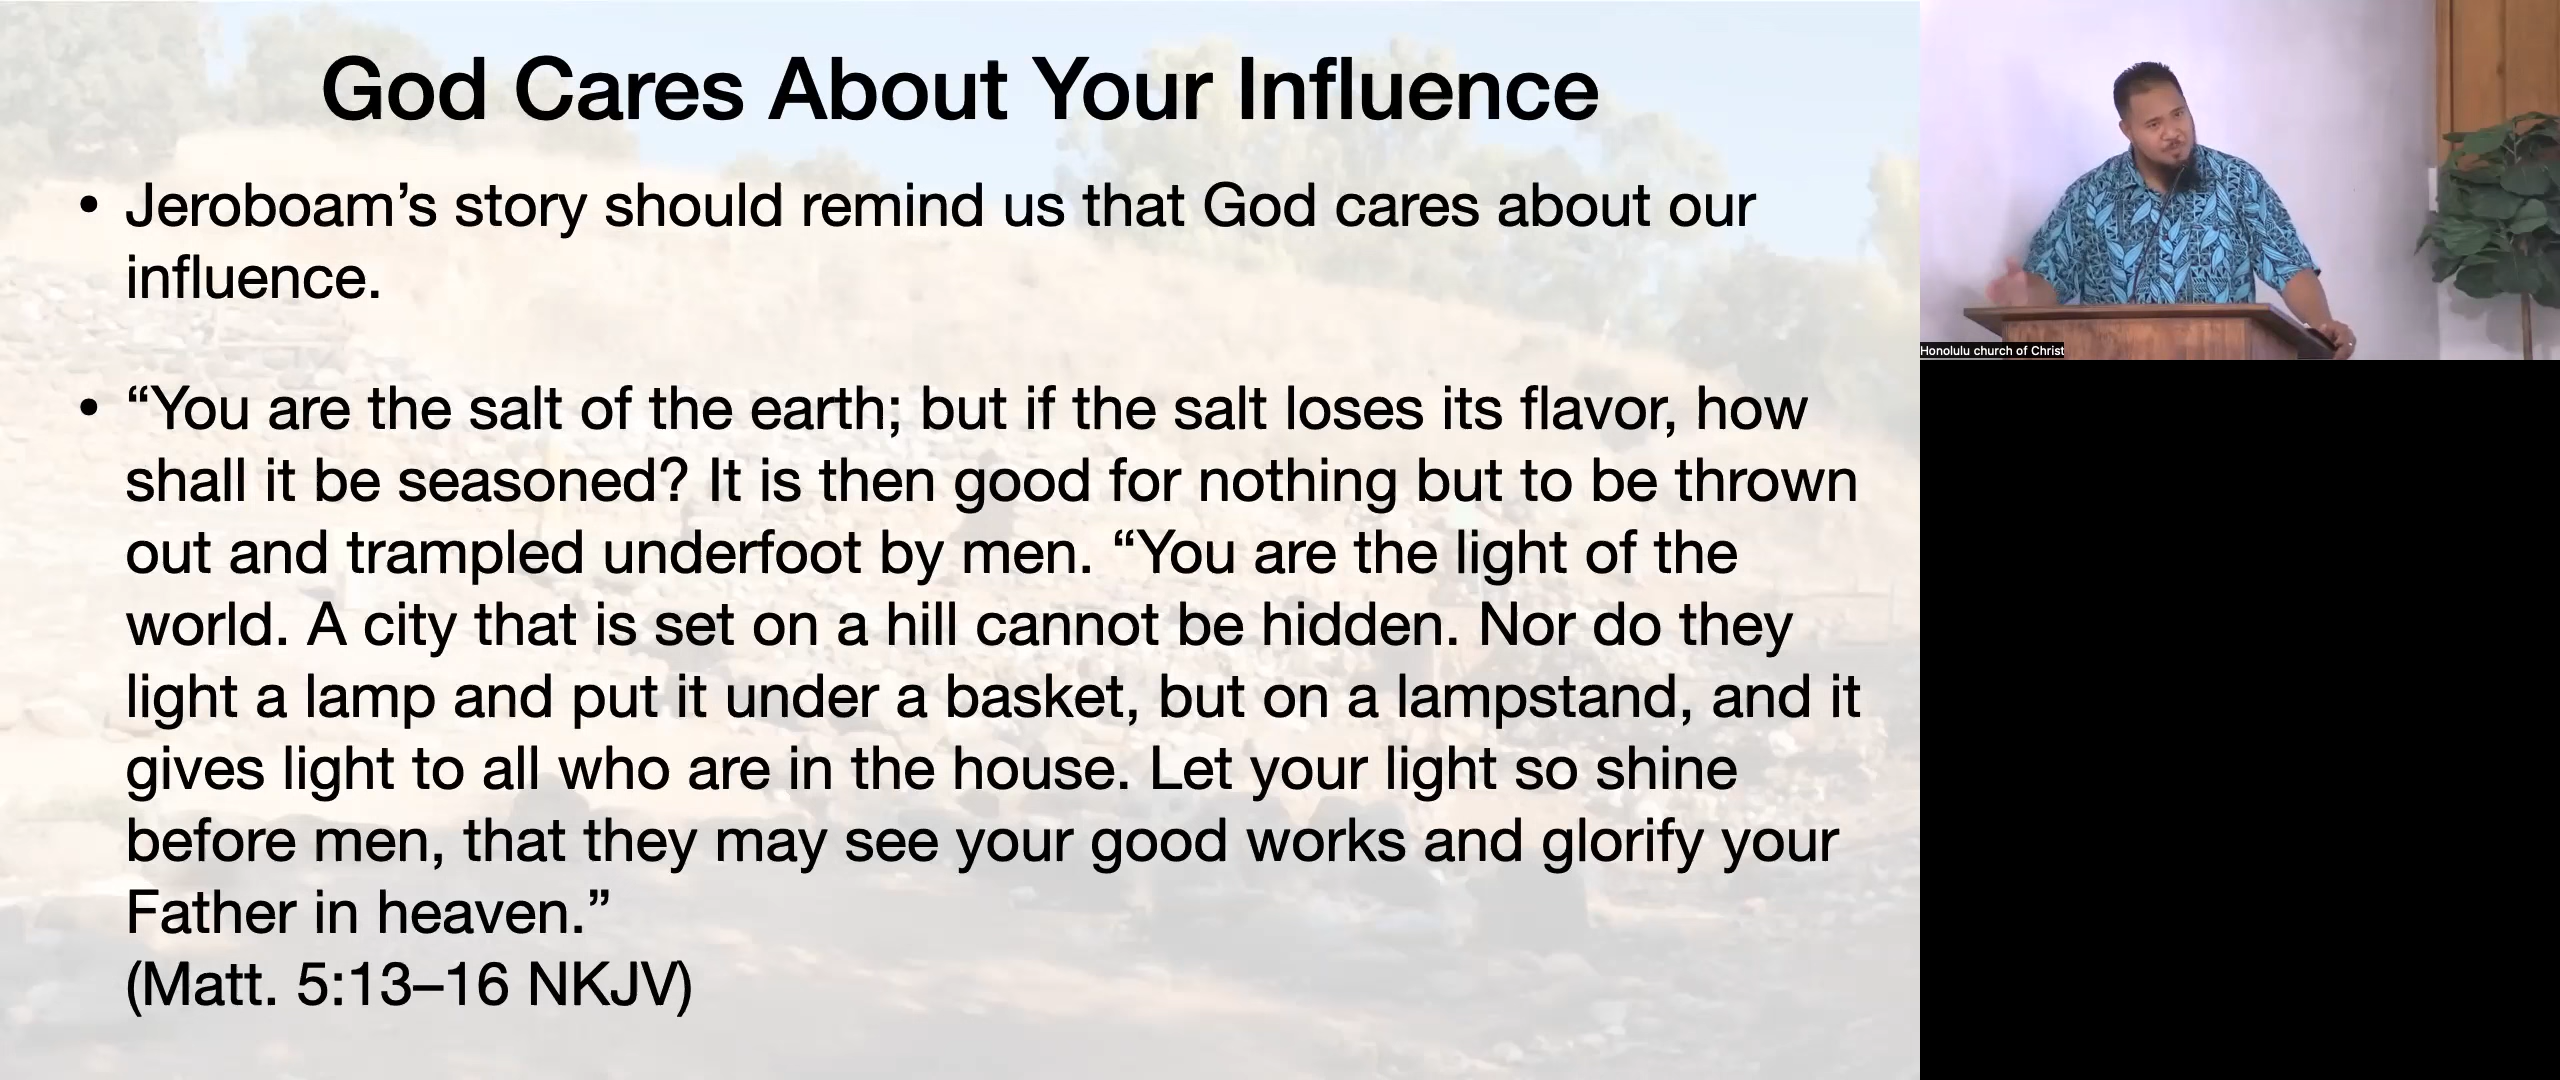 God Cares About Your Influence
• Jeroboam’s story should remind us that God cares about our
influence.
• “You are the salt of the earth; but if the salt loses its flavor, how
shall it be seasoned? It is then good for nothing but to be thrown
out and trampled underfoot by men. “You are the light of the
world. A city that is set on a hill cannot be hidden. Nor do they
light a lamp and put it under a basket, but on a lampstand, and it
gives light to all who are in the house. Let your light so shine
before men, that they may see your good works and glorify your
Father in heaven.”
(Matt. 5:13–16 NKJV)
Honolulu church of Christ